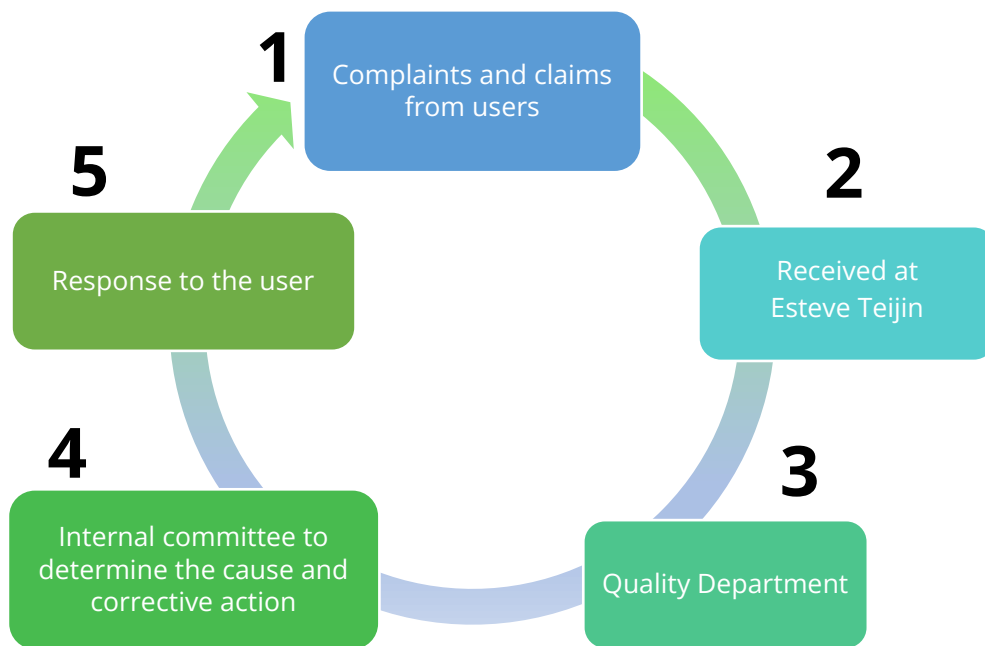 1
Complaints and claims
from users
2
Received at
Esteve Teijin
3
Quality Department
4
Internal committee to
determine the cause and
corrective action
5
Response to the user